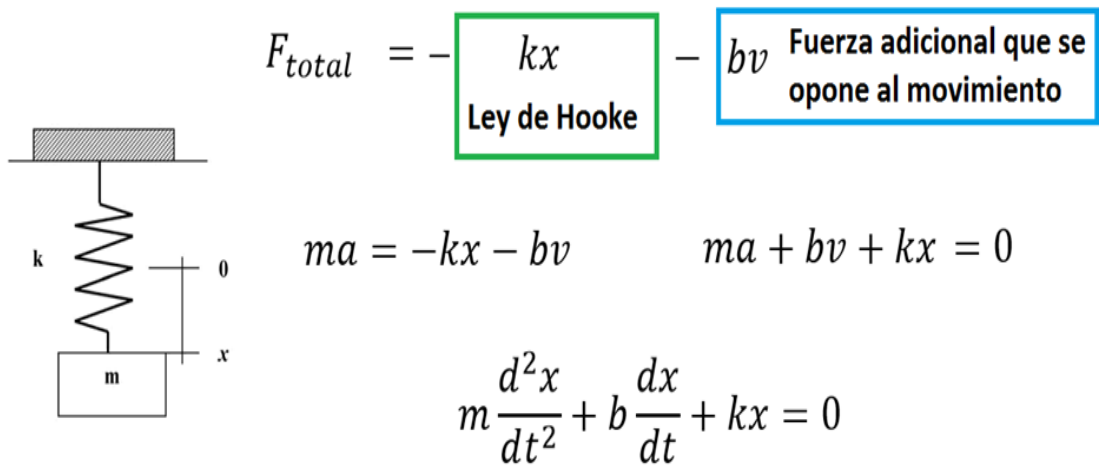 F_total = − kx − bv Fuerza adicional que se
opone al movimiento
Ley de Hooke
k
0
x
m
ma = −kx − bv
ma + bv + kx = 0
m d²x/dt² + b dx/dt + kx = 0